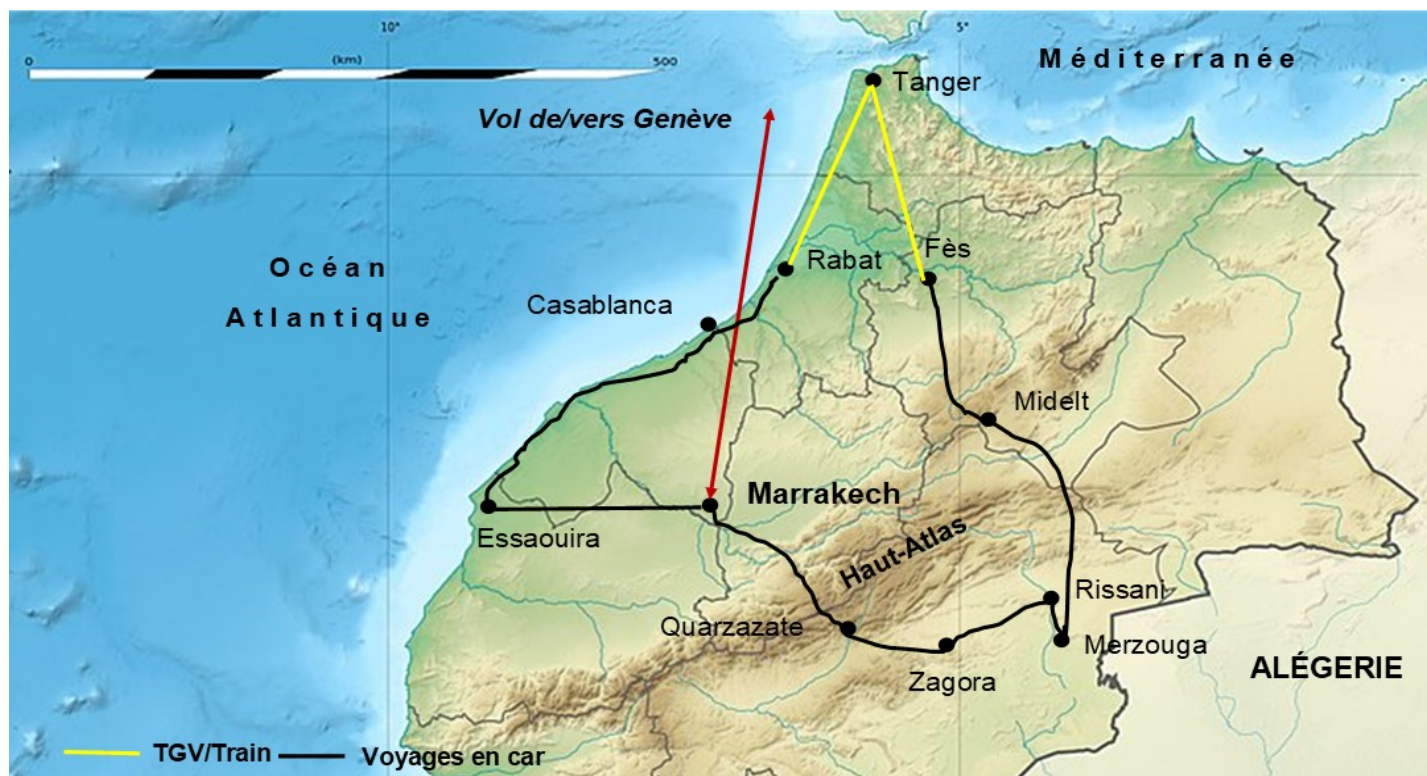 10°
5°
0
(km)
500
Méditerranée
Tanger
Vol de/vers Genève
Océan
Atlantique
Rabat
Fès
Casablanca
Midelt
Marrakech
Essaouira
Haut-Atlas
Rissani
Quarzazate
Merzouga
Zagora
ALÉGERIE
TGV/Train
Voyages en car